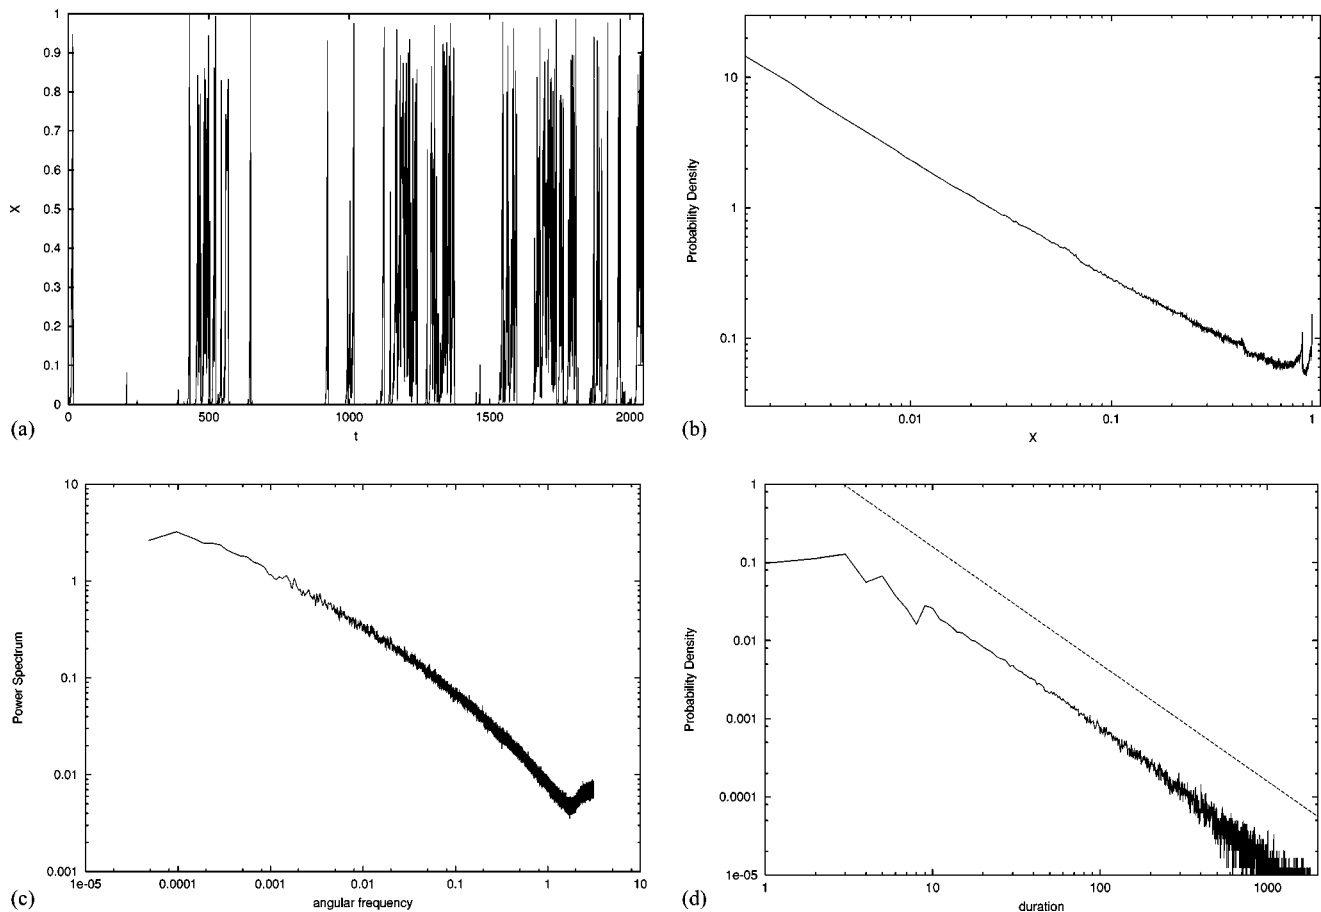 1
0.9
0.8
0.7
0.6
0.5
0.4
0.3
0.2
0.1
0
X
0 500 1000 1500 2000
t
(a)
10
1
0.1
Probability Density
0.01 0.1 1
X
(b)
10
1
0.1
0.01
0.001
Power Spectrum
1e-05 0.0001 0.001 0.01 0.1 1 10
angular frequency
(c)
1
0.1
0.01
0.001
0.0001
1e-05
Probability Density
1 10 100 1000
duration
(d)